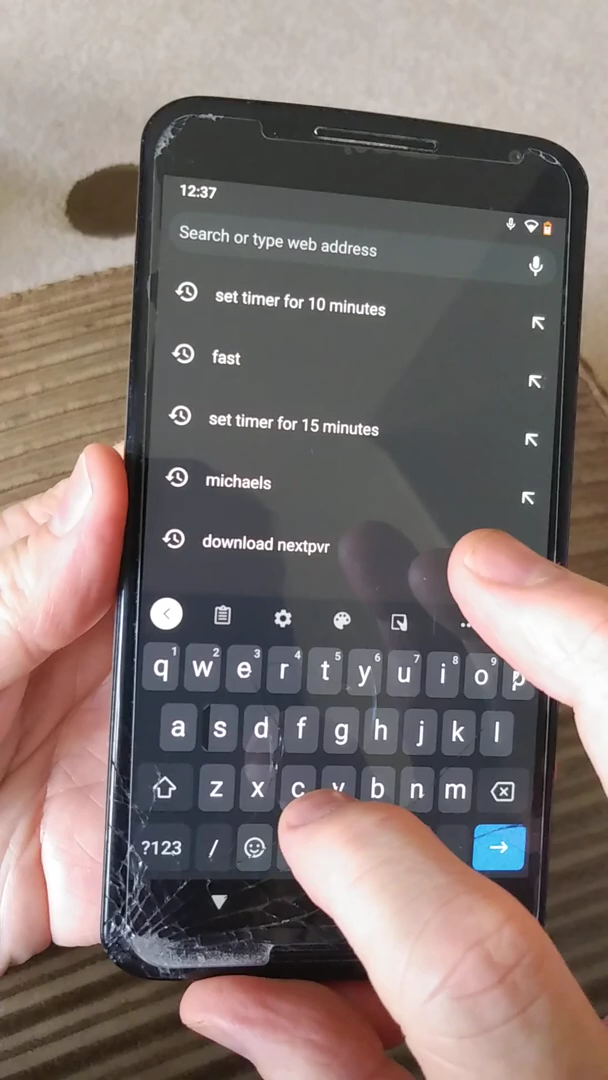 12:37
Search or type web address
set timer for 10 minutes
fast
set timer for 15 minutes
michaels
download nextpvr
1 2 3 4 5 6 7 8 9
q w e r t y u i o p
a s d f g h j k l
z x c v b n m
?123 /